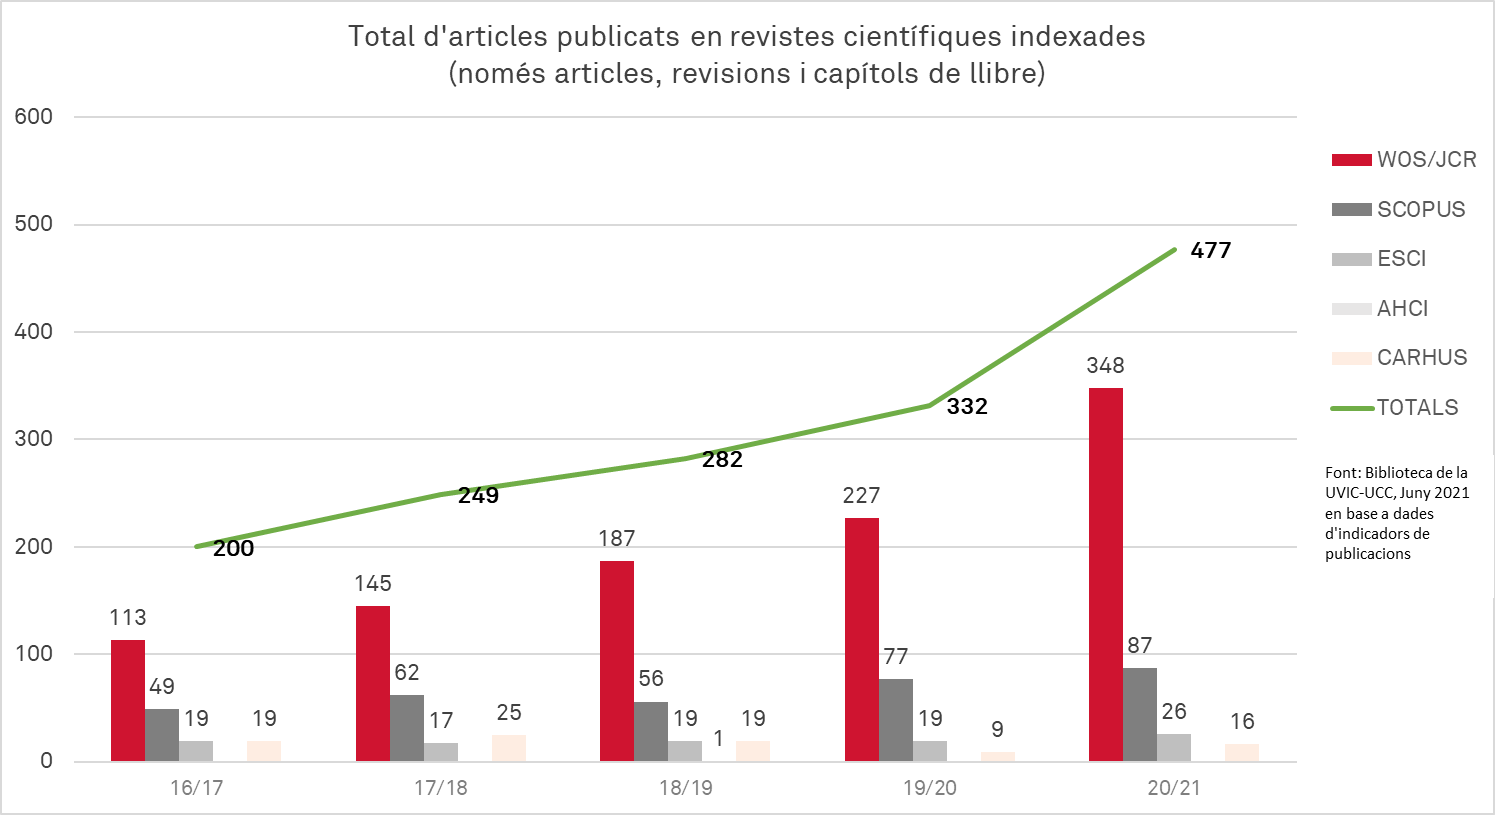 Total d'articles publicats en revistes científiques indexades
(només articles, revisions i capítols de llibre)
600
500
400
300
200
100
0
200
249
282
332
477
113
49
19
19
145
62
17
25
187
56
19
1
19
227
77
19
9
348
87
26
16
16/17
17/18
18/19
19/20
20/21
WOS/JCR
SCOPUS
ESCI
AHCI
CARHUS
TOTALS
Font: Biblioteca de la
UVIC-UCC, Juny 2021
en base a dades
d'indicadors de
publicacions